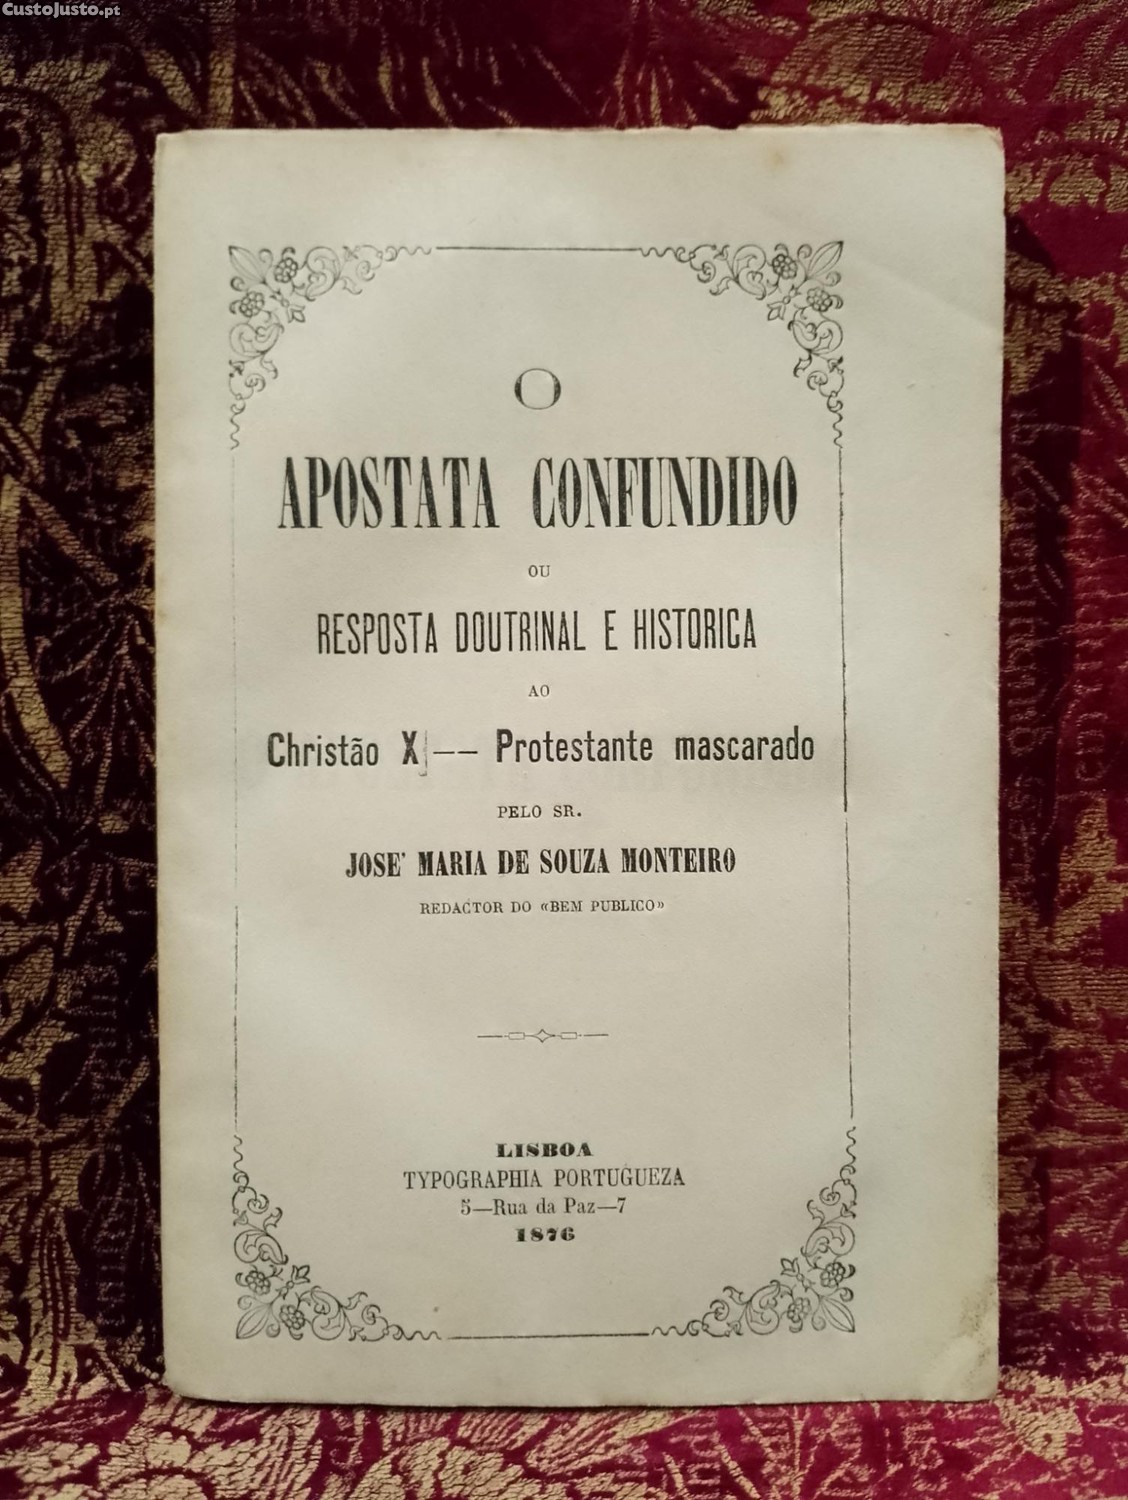 CustoJusto.pt
O
APOSTATA CONFUNDIDO
OU
RESPOSTA DOUTRINAL E HISTORICA
AO
Christão X —— Protestante mascarado
PELO SR.
JOSE' MARIA DE SOUZA MONTEIRO
REDACTOR DO «BEM PUBLICO»
LISBOA
TYPOGRAPHIA PORTUGUEZA
5—Rua da Paz—7
1876